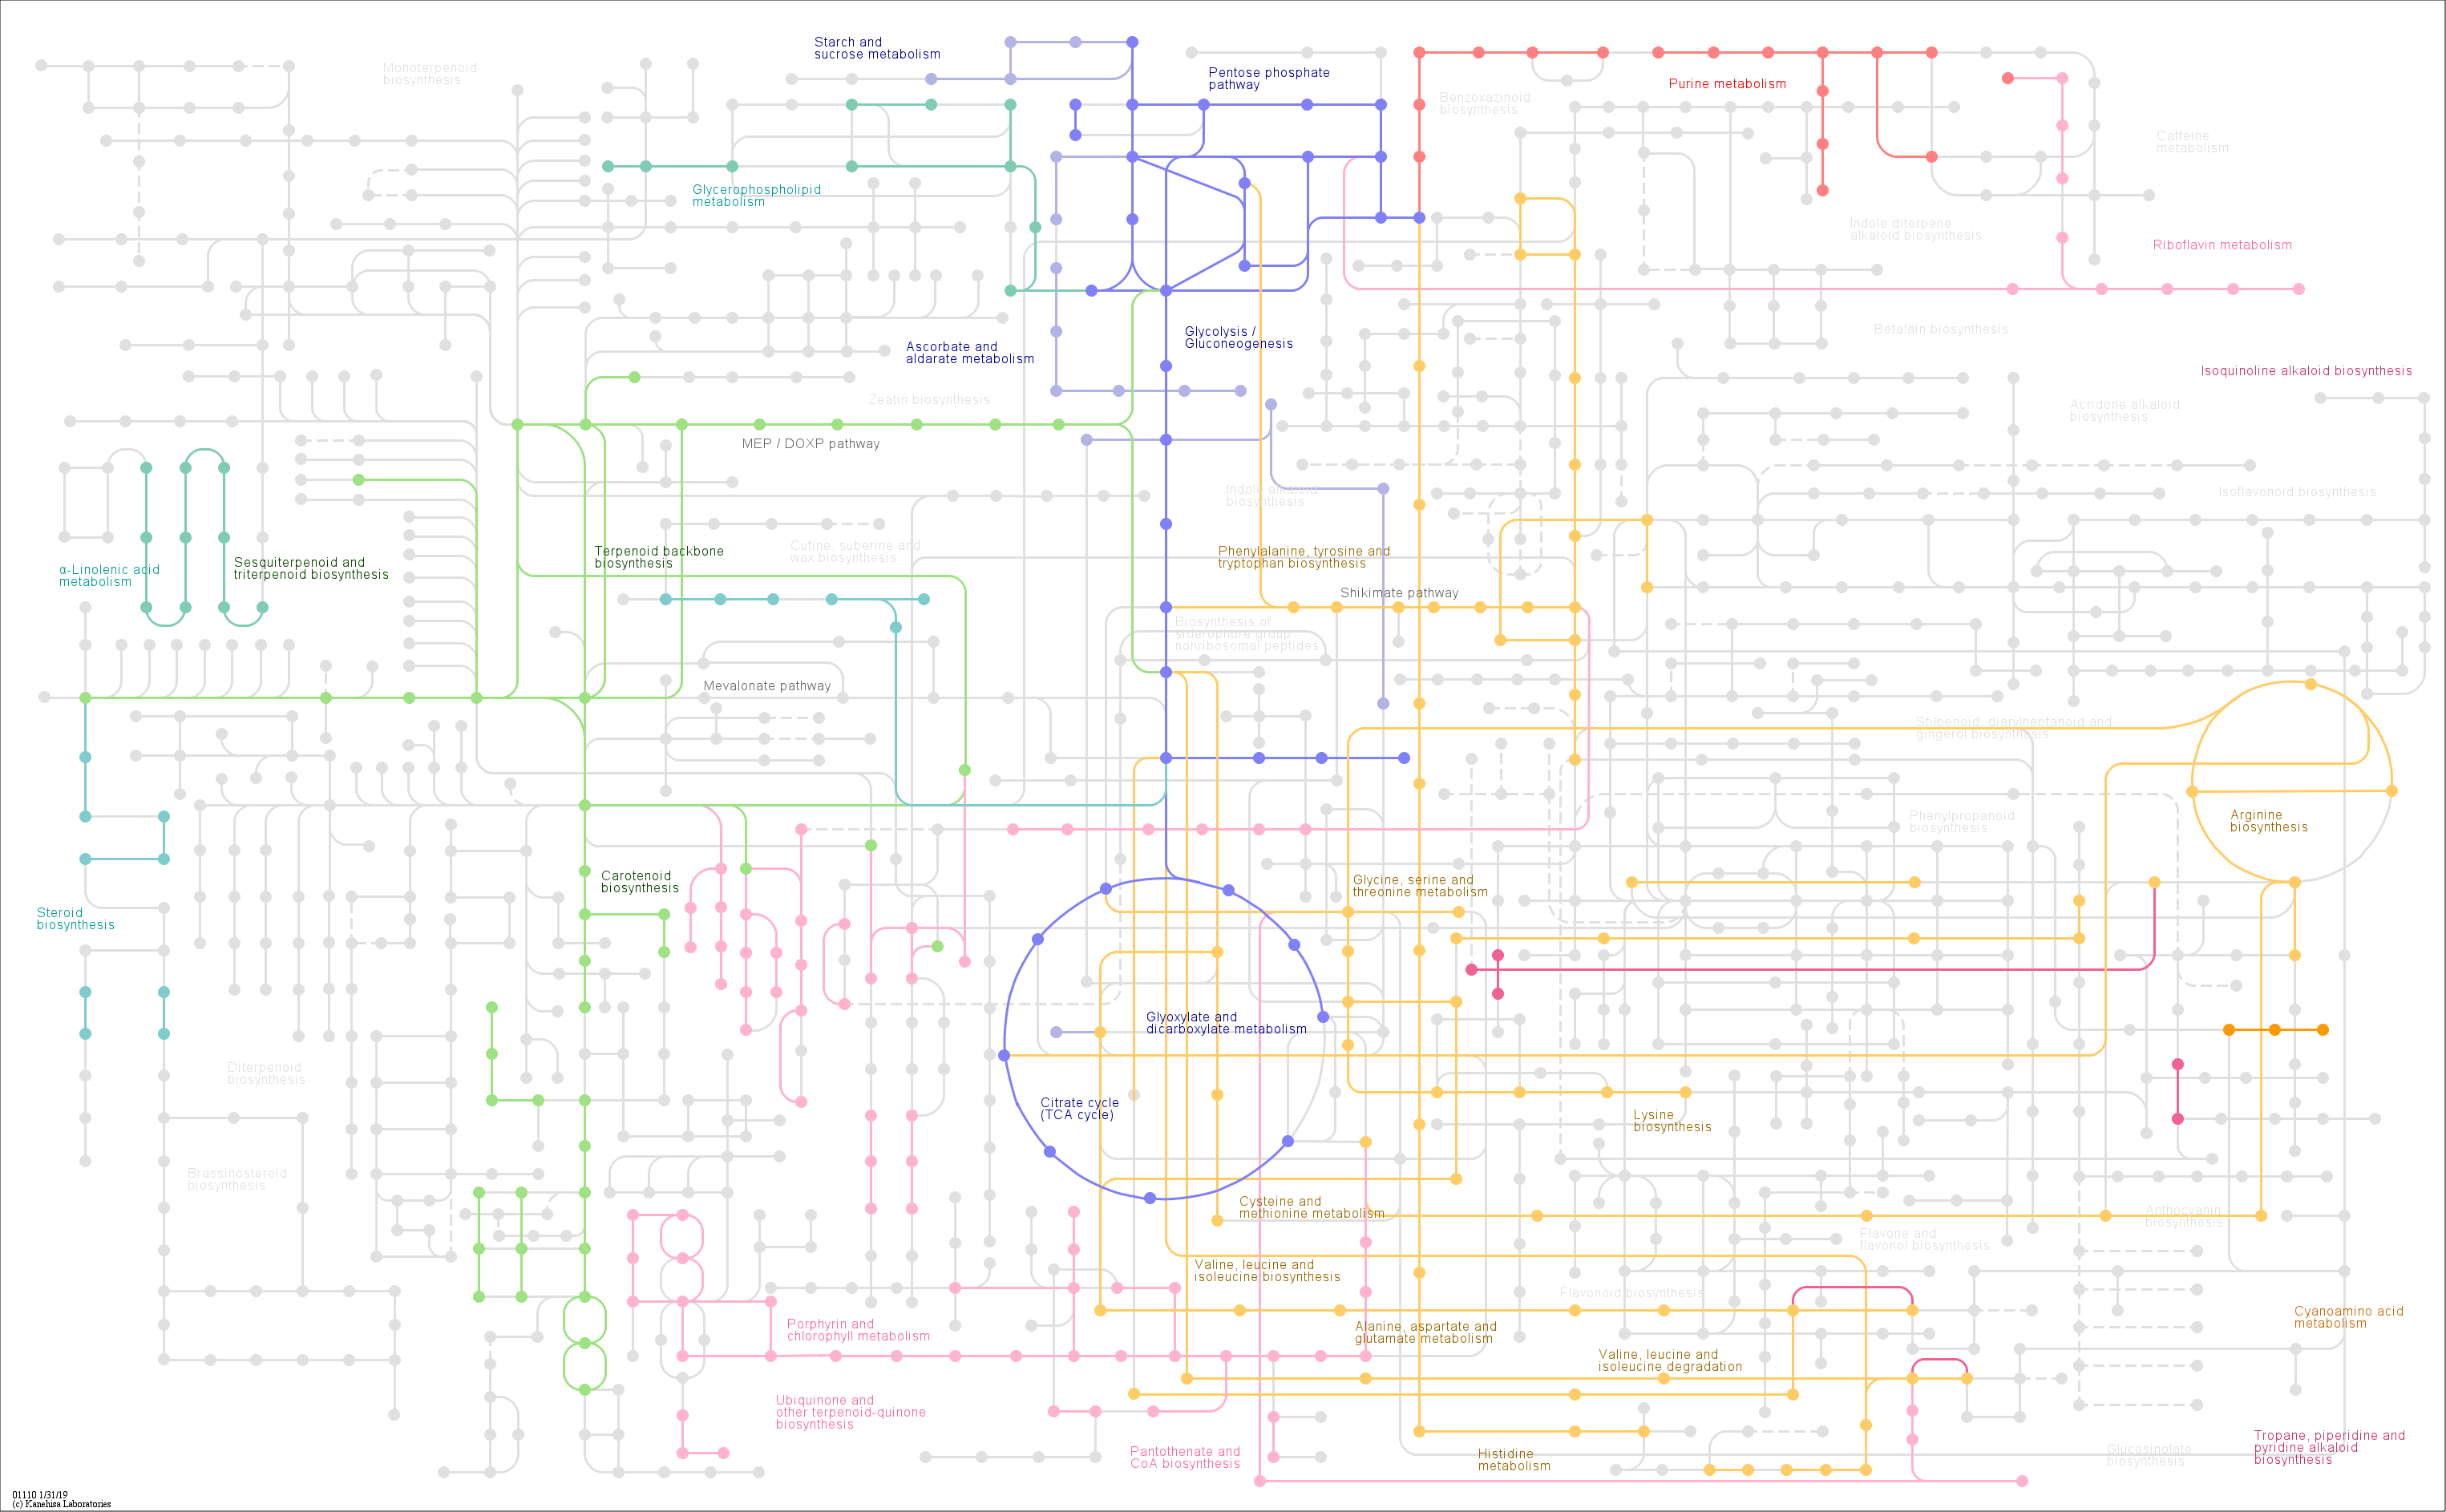 Starch and
sucrose metabolism
Monoterpenoid
biosynthesis
Pentose phosphate
pathway
Purine metabolism
Benzoxazinoid
biosynthesis
Caffeine
metabolism
Glycerophospholipid
metabolism
Indole diterpene
alkaloid biosynthesis
Riboflavin metabolism
Glycolysis /
Gluconeogenesis
Betalain biosynthesis
Ascorbate and
aldarate metabolism
Isoquinoline alkaloid biosynthesis
Zeatin biosynthesis
Acridone alkaloid
biosynthesis
MEP / DOXP pathway
Indole alkaloid
biosynthesis
Isoflavonoid biosynthesis
Cutine, suberine and
wax biosynthesis
Terpenoid backbone
biosynthesis
Phenylalanine, tyrosine and
tryptophan biosynthesis
Sesquiterpenoid and
triterpenoid biosynthesis
α-Linolenic acid
metabolism
Shikimate pathway
Biosynthesis of
siderophore group
nonribosomal peptides
Mevalonate pathway
Stilbenoid, diarylheptanoid and
gingerol biosynthesis
Phenylpropanoid
biosynthesis
Arginine
biosynthesis
Carotenoid
biosynthesis
Glycine, serine and
threonine metabolism
Steroid
biosynthesis
Glyoxylate and
dicarboxylate metabolism
Diterpenoid
biosynthesis
Citrate cycle
(TCA cycle)
Lysine
biosynthesis
Brassinosteroid
biosynthesis
Cysteine and
methionine metabolism
Anthocyanin
biosynthesis
Flavone and
flavonol biosynthesis
Valine, leucine and
isoleucine biosynthesis
Flavonoid biosynthesis
Cyanoamino acid
metabolism
Porphyrin and
chlorophyll metabolism
Alanine, aspartate and
glutamate metabolism
Valine, leucine and
isoleucine degradation
Ubiquinone and
other terpenoid-quinone
biosynthesis
Pantothenate and
CoA biosynthesis
Histidine
metabolism
Glucosinolate
biosynthesis
Tropane, piperidine and
pyridine alkaloid
biosynthesis
01110 1/31/19
(c) Kanehisa Laboratories